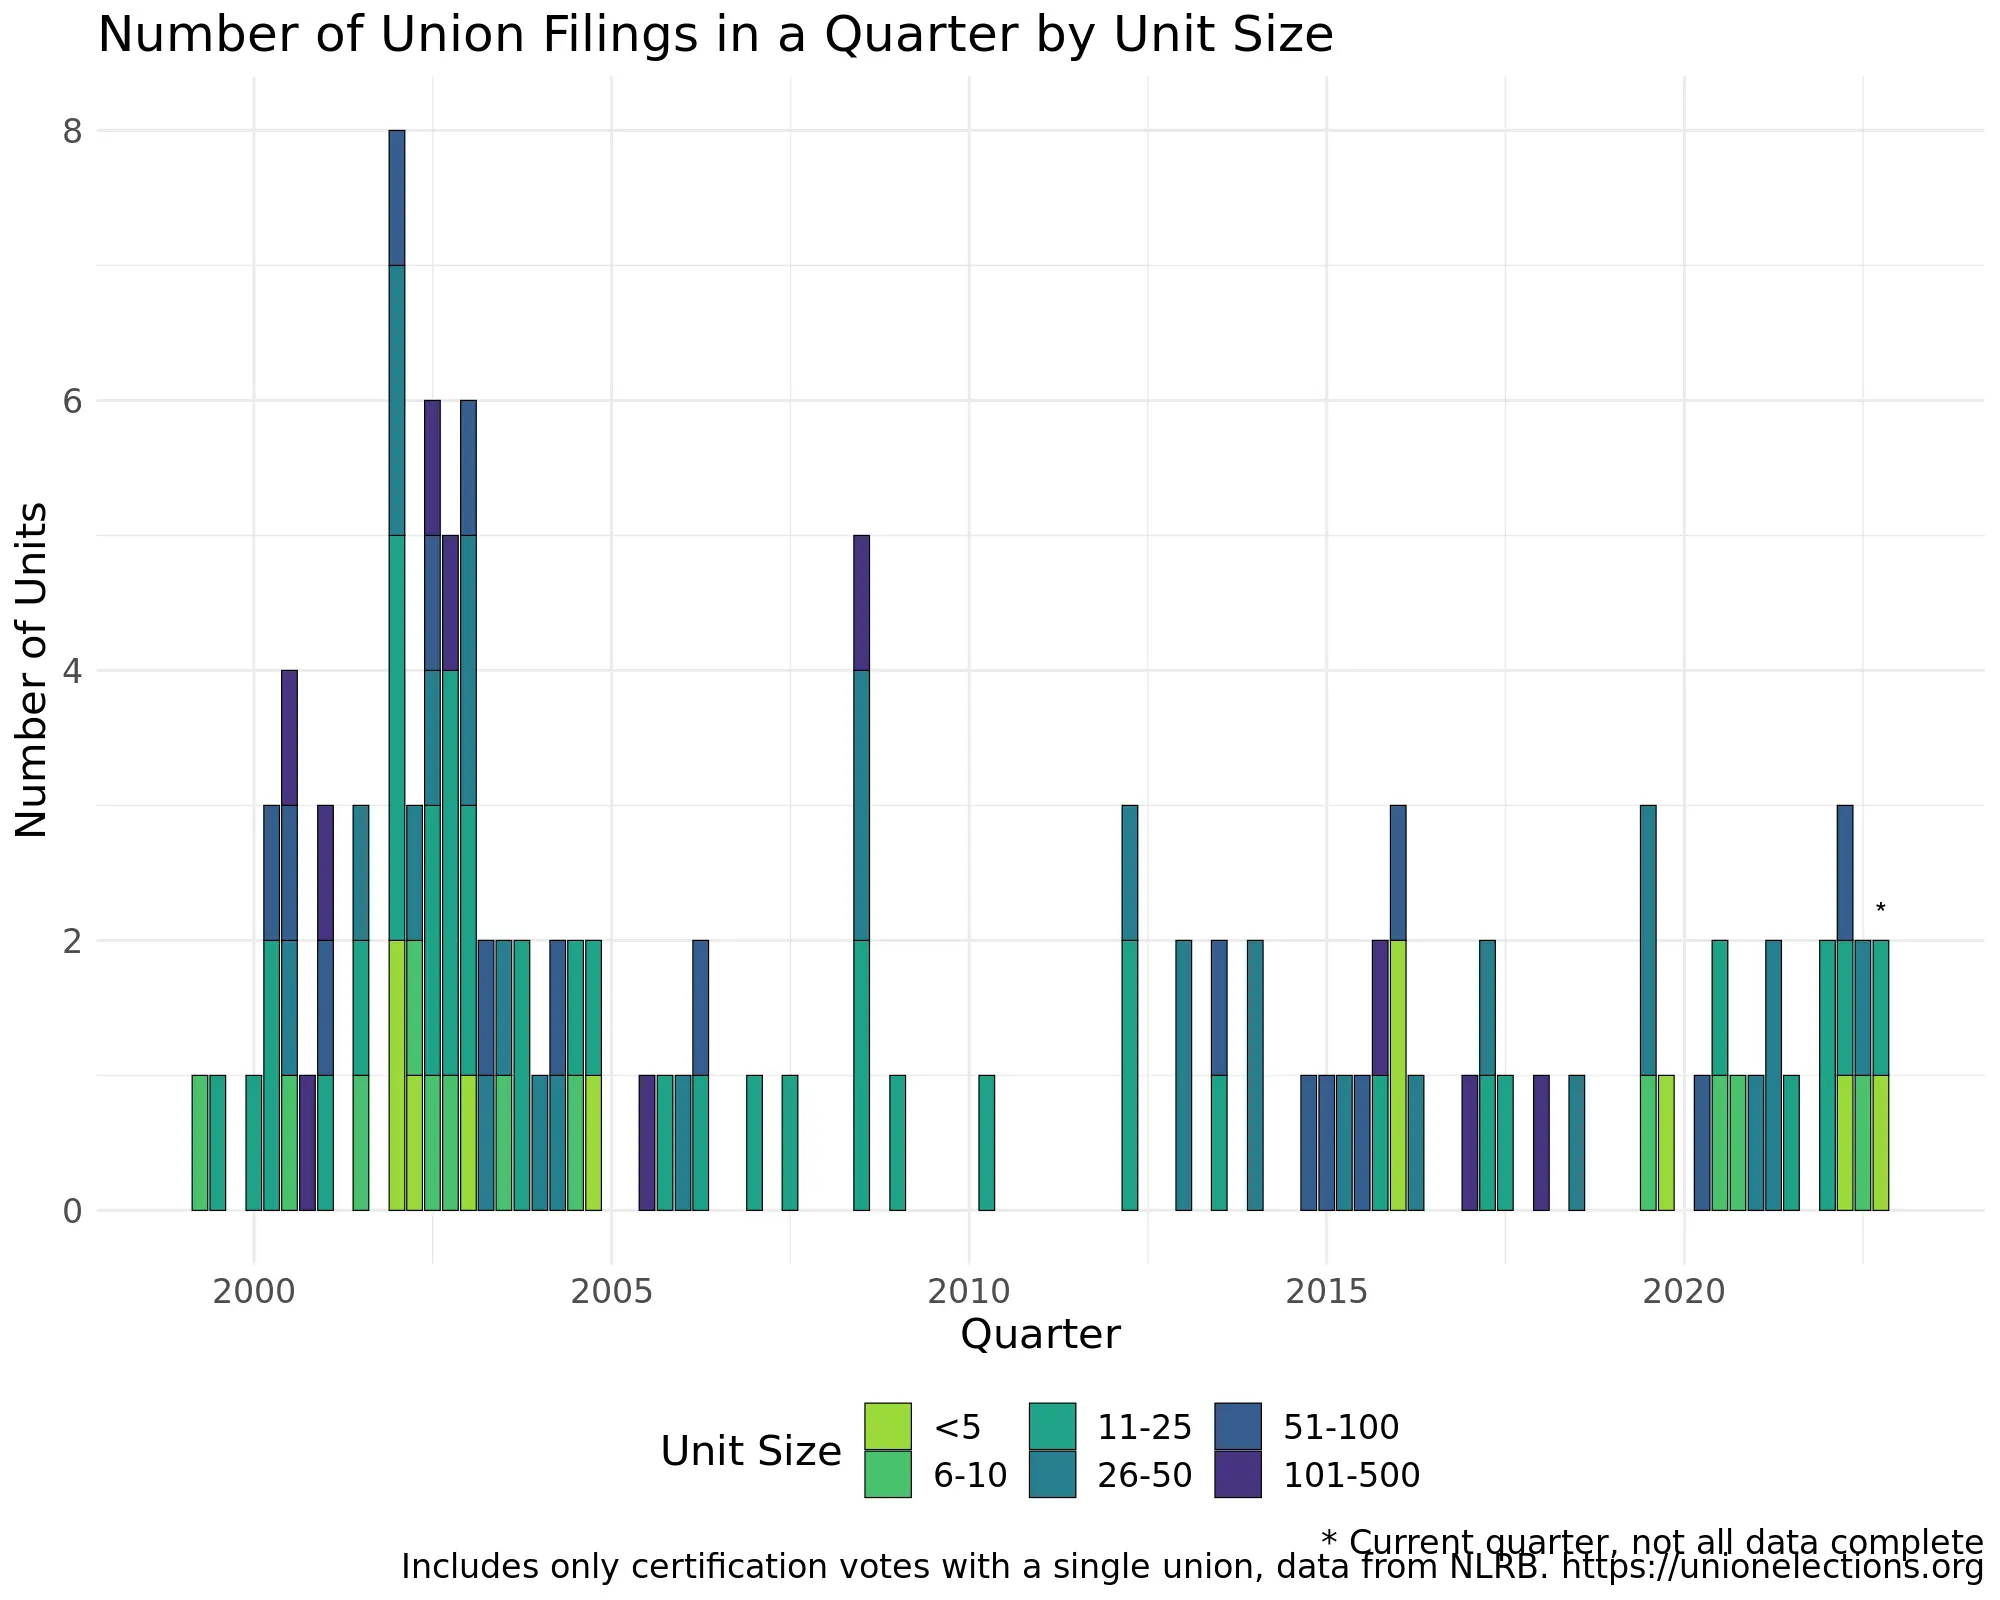 Number of Union Filings in a Quarter by Unit Size
Number of Units
8
6
4
2
0
*
2000 2005 2010 2015 2020
Quarter
Unit Size
<5 11-25 51-100
6-10 26-50 101-500
* Current quarter, not all data complete
Includes only certification votes with a single union, data from NLRB. https://unionelections.org